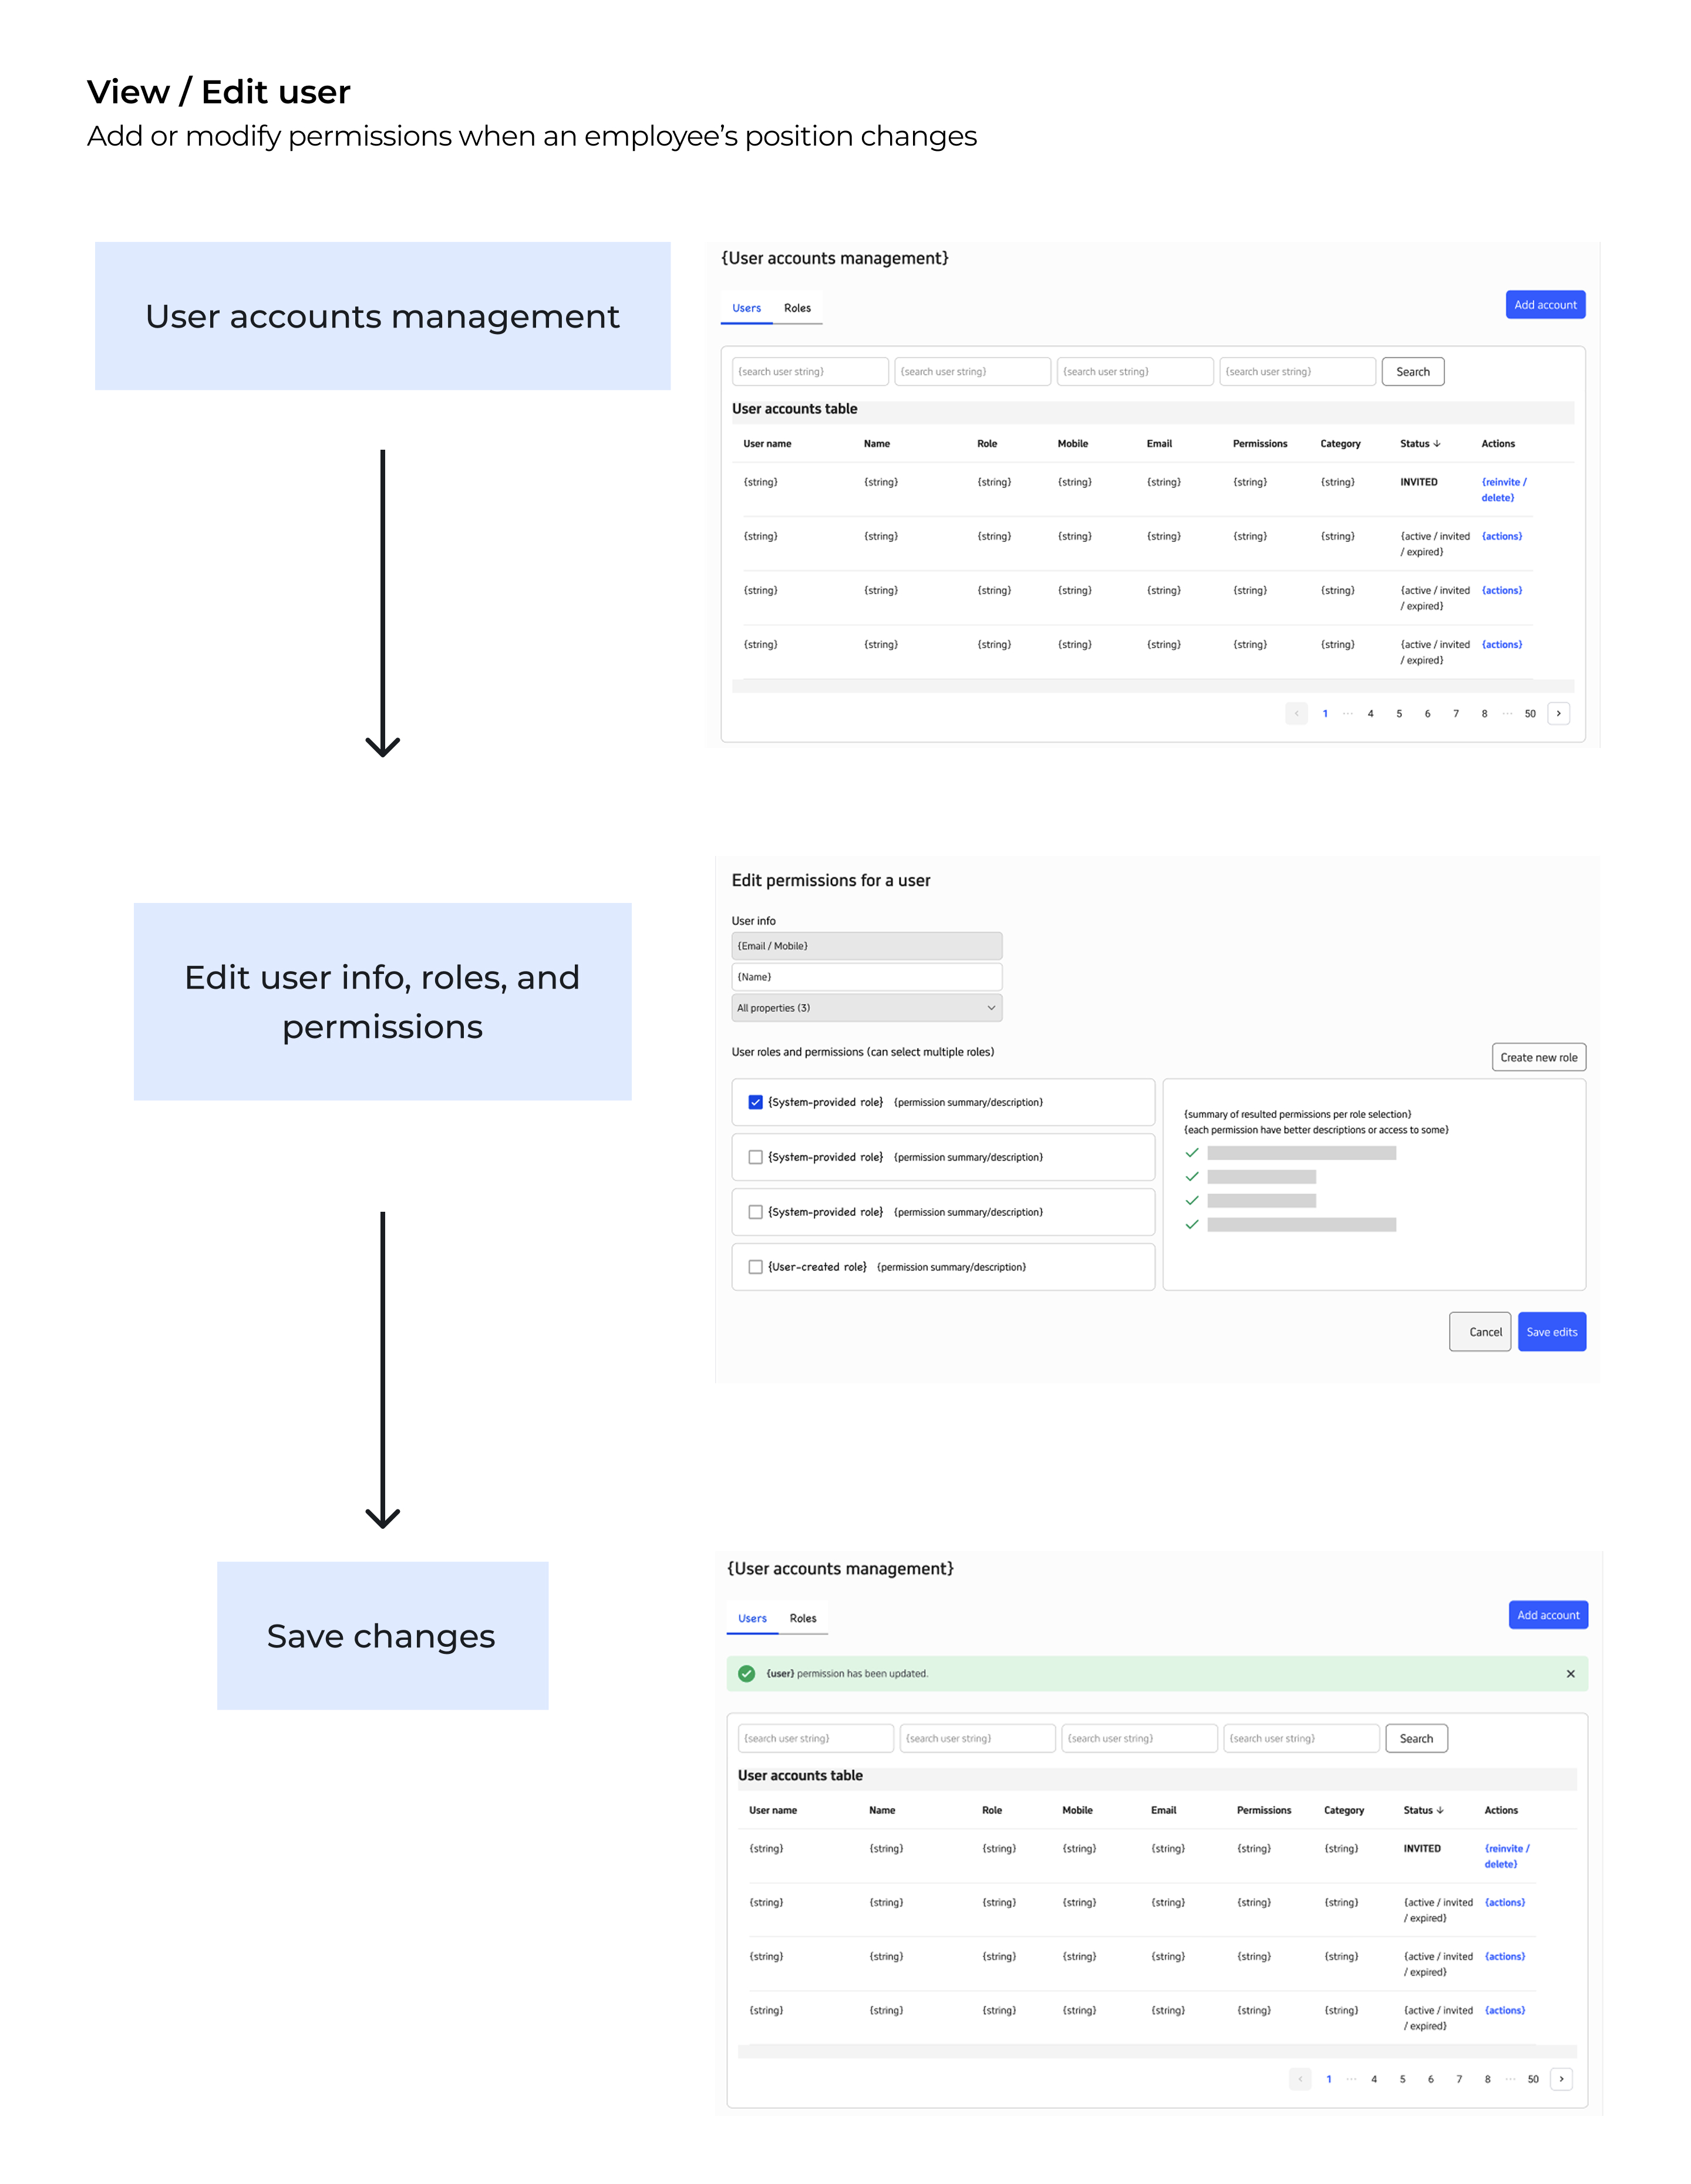 View / Edit user
Add or modify permissions when an employee’s position changes
User accounts management
{User accounts management}
Users Roles Add account
{search user string} {search user string} {search user string} {search user string} Search
User accounts table
User name Name Role Mobile Email Permissions Category Status ↓ Actions
{string} {string} {string} {string} {string} {string} {string} INVITED {reinvite /
delete}
{string} {string} {string} {string} {string} {string} {string} {active / invited {actions}
/ expired}
{string} {string} {string} {string} {string} {string} {string} {active / invited {actions}
/ expired}
{string} {string} {string} {string} {string} {string} {string} {active / invited {actions}
/ expired}
‹ 1 ··· 4 5 6 7 8 ··· 50 ›
Edit user info, roles, and
permissions
Edit permissions for a user
User info
{Email / Mobile}
{Name}
All properties (3)
User roles and permissions (can select multiple roles) Create new role
{System-provided role} {permission summary/description}
{System-provided role} {permission summary/description}
{System-provided role} {permission summary/description}
{User-created role} {permission summary/description}
{summary of resulted permissions per role selection}
{each permission have better descriptions or access to some}
Cancel Save edits
Save changes
{User accounts management}
Users Roles Add account
{user} permission has been updated.
{search user string} {search user string} {search user string} {search user string} Search
User accounts table
User name Name Role Mobile Email Permissions Category Status ↓ Actions
{string} {string} {string} {string} {string} {string} {string} INVITED {reinvite /
delete}
{string} {string} {string} {string} {string} {string} {string} {active / invited {actions}
/ expired}
{string} {string} {string} {string} {string} {string} {string} {active / invited {actions}
/ expired}
{string} {string} {string} {string} {string} {string} {string} {active / invited {actions}
/ expired}
‹ 1 ··· 4 5 6 7 8 ··· 50 ›